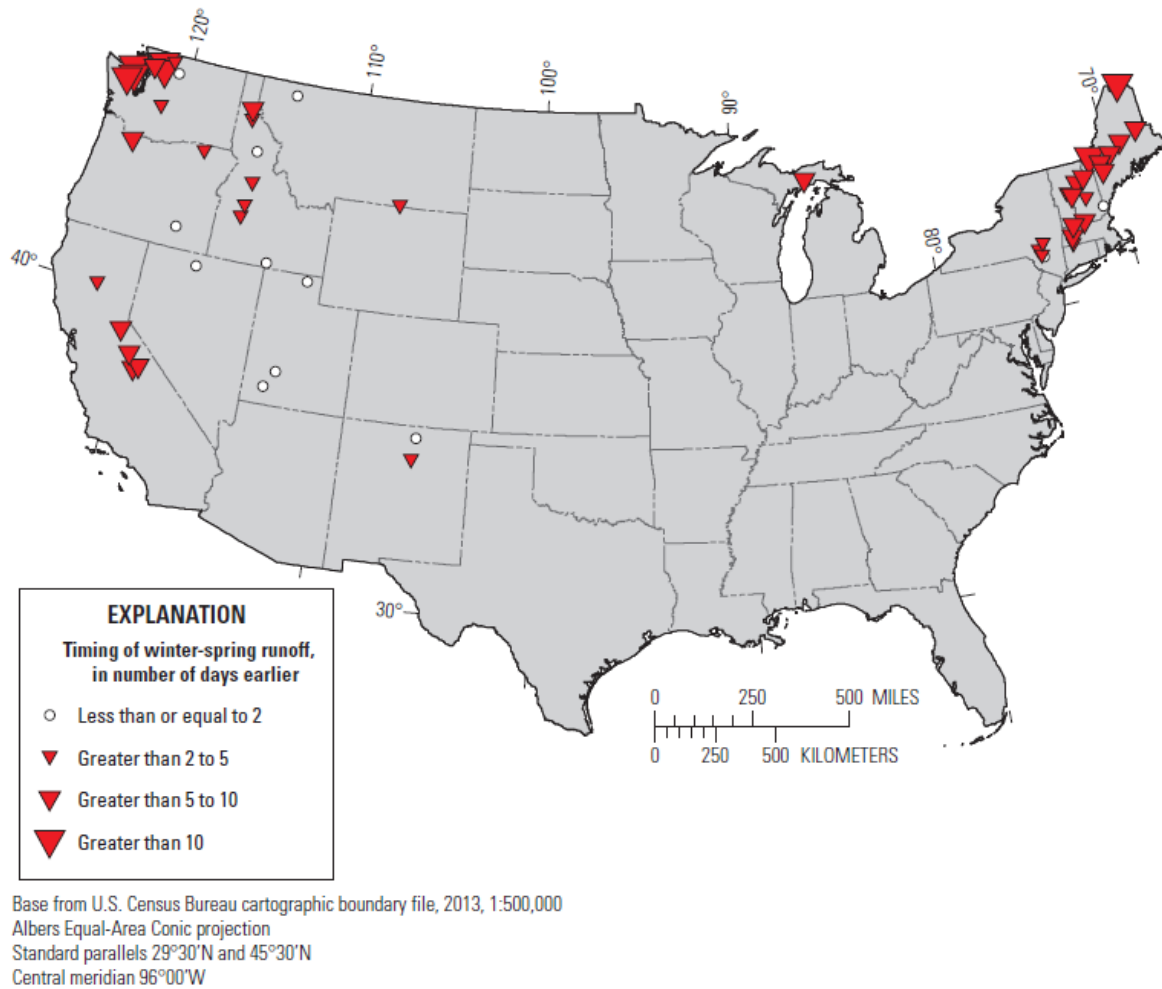 120°
110°
100°
90°
70°
80°
40°
30°
EXPLANATION
Timing of winter-spring runoff,
in number of days earlier
Less than or equal to 2
Greater than 2 to 5
Greater than 5 to 10
Greater than 10
0 250 500 MILES
0 250 500 KILOMETERS
Base from U.S. Census Bureau cartographic boundary file, 2013, 1:500,000
Albers Equal-Area Conic projection
Standard parallels 29°30'N and 45°30'N
Central meridian 96°00'W